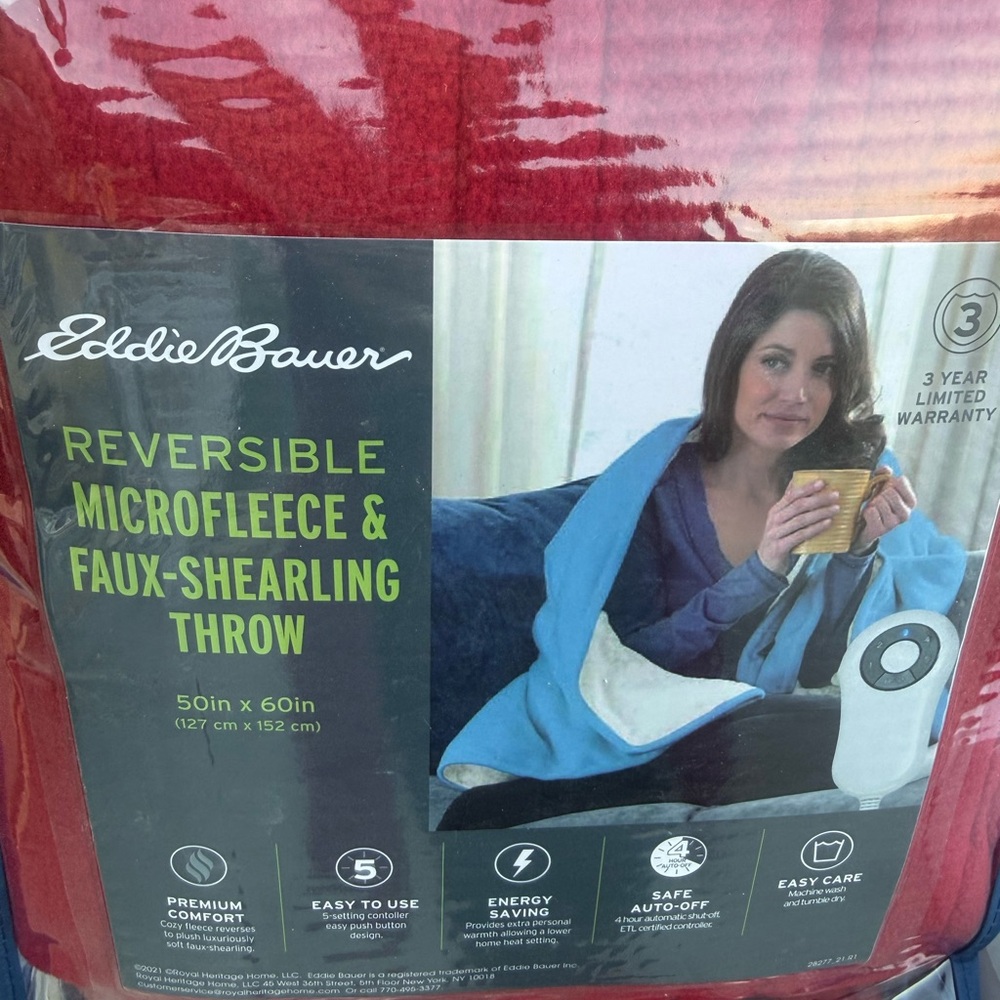 Eddie Bauer
REVERSIBLE
MICROFLEECE &
FAUX-SHEARLING
THROW
50in x 60in
(127 cm x 152 cm)
3
3 YEAR
LIMITED
WARRANTY
PREMIUM
COMFORT
Cozy fleece reverses
to plush luxuriously
soft faux-shearling.
5
EASY TO USE
5-setting contoller
easy push button
design.
ENERGY
SAVING
Provides extra personal
warmth allowing a lower
home heat setting.
4
HOUR
AUTO-OFF
SAFE
AUTO-OFF
4 hour automatic shut-off.
ETL certified controller.
EASY CARE
Machine wash
and tumble dry.
©2021 ©Royal Heritage Home, LLC. Eddie Bauer is a registered trademark of Eddie Bauer Inc.
Royal Heritage Home, LLC 45 West 36th Street, 5th Floor New York, NY 10018
customerservice@royalheritagehome.com Or call 770-495-3377
28277_21.R1